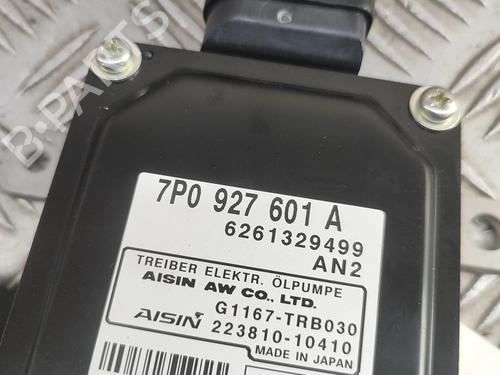 B-PARTS
7P0 927 601 A
6261329499
AN2
TREIBER ELEKTR. ÖLPUMPE
AISIN AW CO., LTD.
G1167-TRB030
AISIN 223810-10410
MADE IN JAPAN